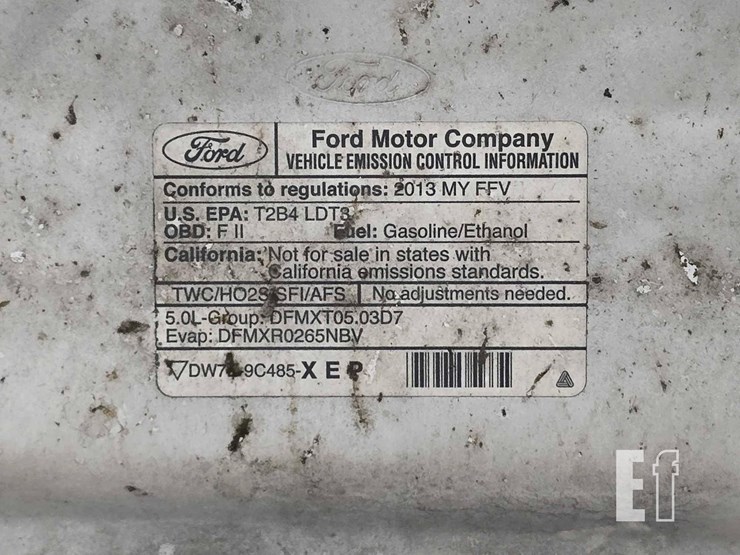 Ford
Ford
Ford Motor Company
VEHICLE EMISSION CONTROL INFORMATION
Conforms to regulations: 2013 MY FFV
U.S. EPA: T2B4 LDT3
OBD: F II Fuel: Gasoline/Ethanol
California: Not for sale in states with
California emissions standards.
TWC/HO2S/SFI/AFS No adjustments needed.
5.0L-Group: DFMXT05.03D7
Evap: DFMXR0265NBV
X E P
Ef